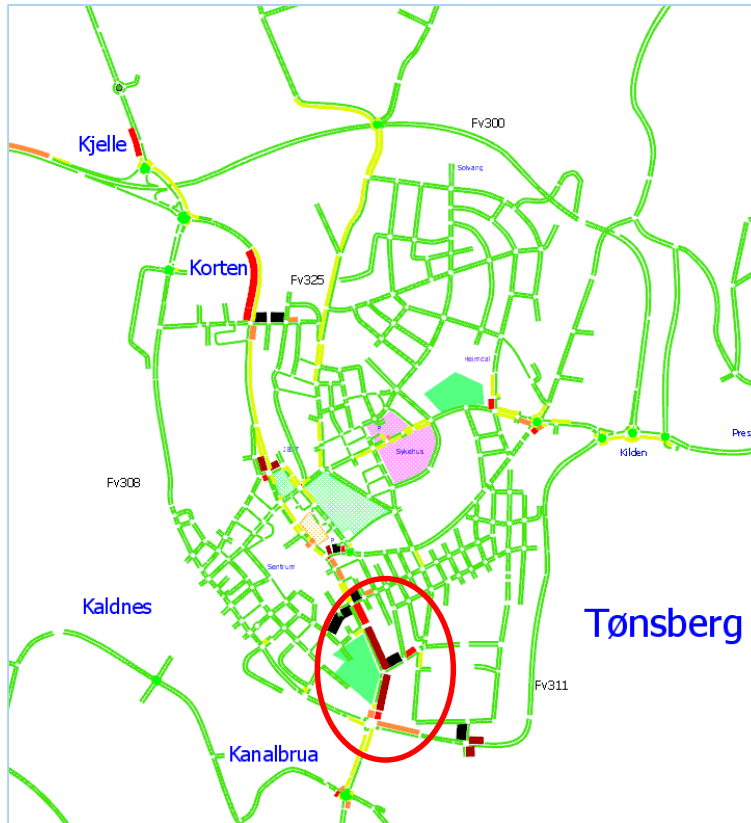 Fv300
Kjelle
Solvang
Korten
Fv325
Heimdal
P
Sykehus
Pres
Kilden
Fv308
P
Sentrum
Kaldnes
Tønsberg
Fv311
Kanalbrua